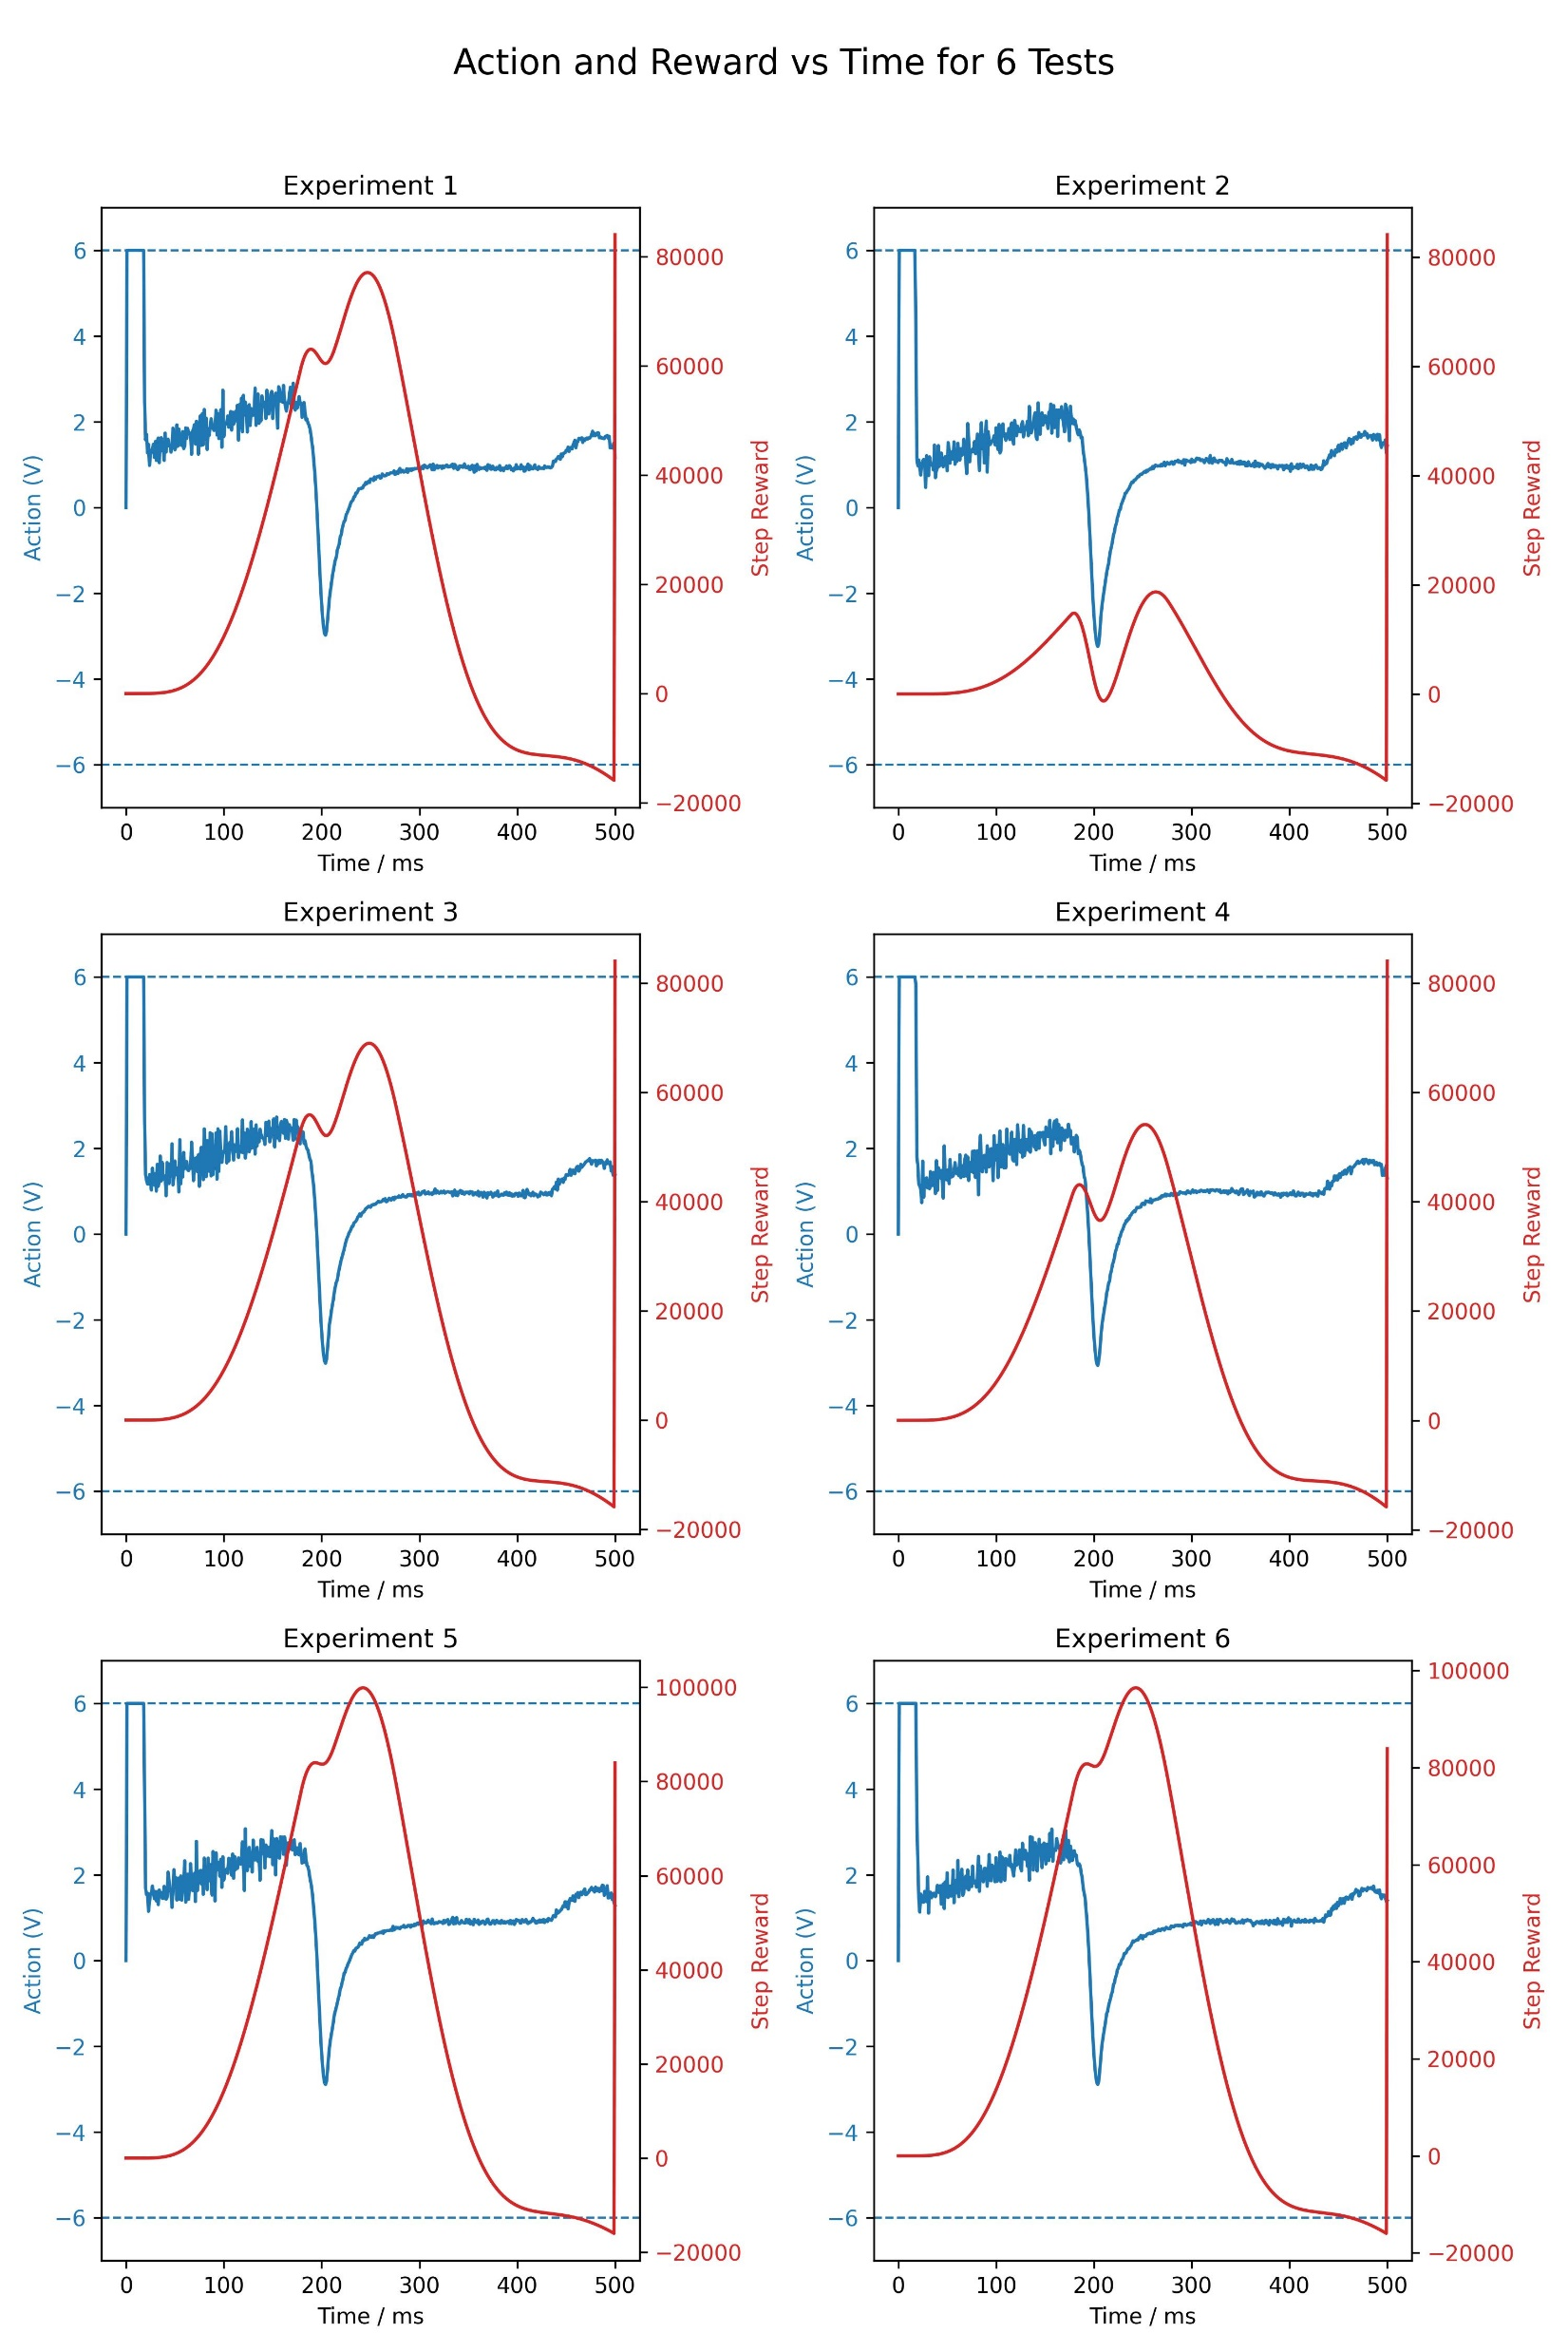 Action and Reward vs Time for 6 Tests
Experiment 1
6
4
2
0
−2
−4
−6
Action (V)
80000
60000
40000
20000
0
−20000
Step Reward
0 100 200 300 400 500
Time / ms
Experiment 2
6
4
2
0
−2
−4
−6
Action (V)
80000
60000
40000
20000
0
−20000
Step Reward
0 100 200 300 400 500
Time / ms
Experiment 3
6
4
2
0
−2
−4
−6
Action (V)
80000
60000
40000
20000
0
−20000
Step Reward
0 100 200 300 400 500
Time / ms
Experiment 4
6
4
2
0
−2
−4
−6
Action (V)
80000
60000
40000
20000
0
−20000
Step Reward
0 100 200 300 400 500
Time / ms
Experiment 5
6
4
2
0
−2
−4
−6
Action (V)
100000
80000
60000
40000
20000
0
−20000
Step Reward
0 100 200 300 400 500
Time / ms
Experiment 6
6
4
2
0
−2
−4
−6
Action (V)
100000
80000
60000
40000
20000
0
−20000
Step Reward
0 100 200 300 400 500
Time / ms